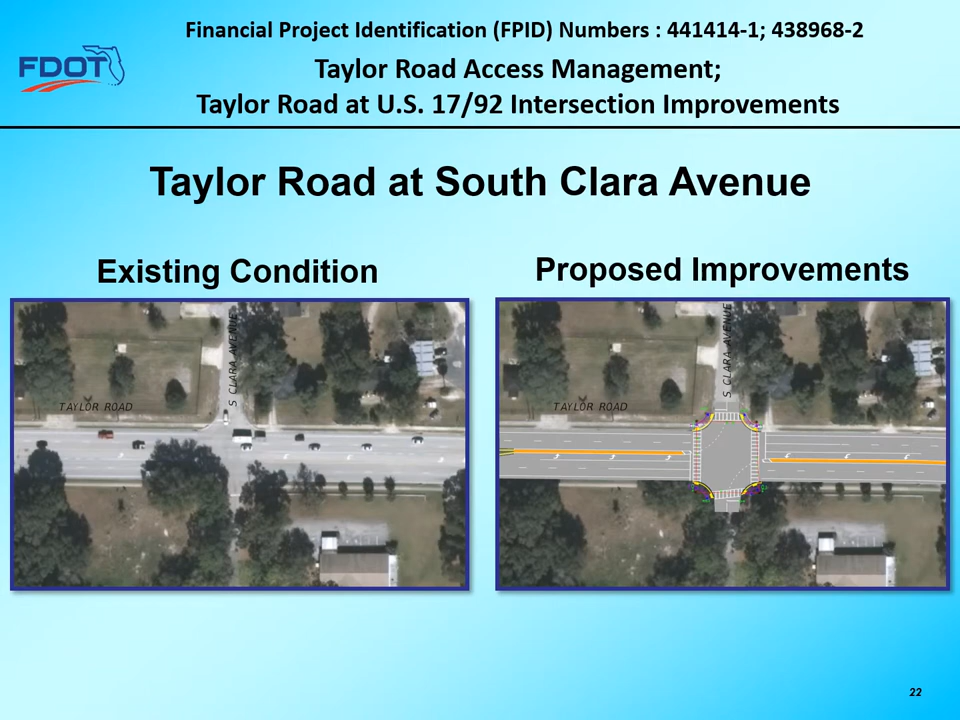 Financial Project Identification (FPID) Numbers : 441414-1; 438968-2
FDOT
Taylor Road Access Management;
Taylor Road at U.S. 17/92 Intersection Improvements
Taylor Road at South Clara Avenue
Existing Condition
Proposed Improvements
S CLARA AVENUE
TAYLOR ROAD
S CLARA AVENUE
TAYLOR ROAD
22